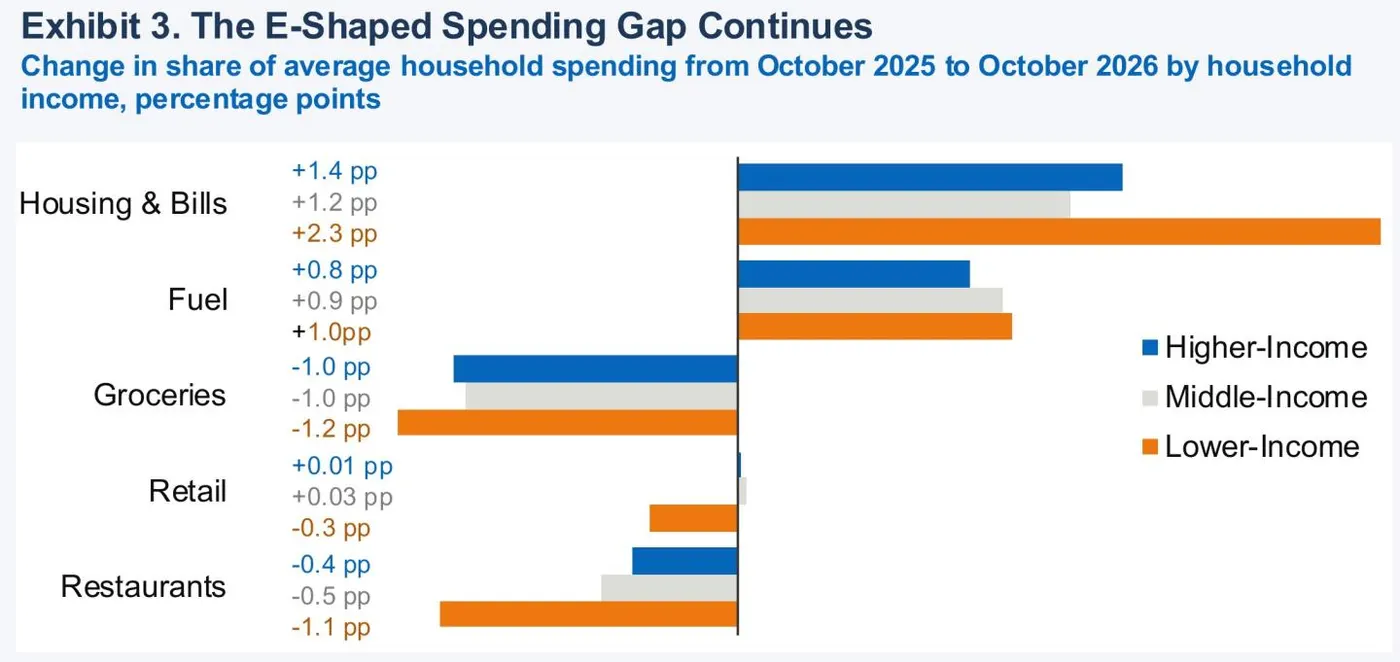 Exhibit 3. The E-Shaped Spending Gap Continues
Change in share of average household spending from October 2025 to October 2026 by household
income, percentage points
Housing & Bills
+1.4 pp
+1.2 pp
+2.3 pp
Fuel
+0.8 pp
+0.9 pp
+1.0pp
Groceries
-1.0 pp
-1.0 pp
-1.2 pp
Retail
+0.01 pp
+0.03 pp
-0.3 pp
Restaurants
-0.4 pp
-0.5 pp
-1.1 pp
Higher-Income
Middle-Income
Lower-Income